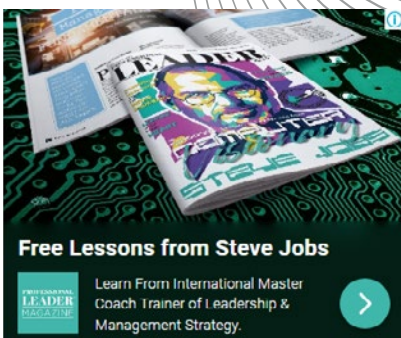 LEADER
STEVE JOBS
Free Lessons from Steve Jobs
PROFESSIONAL
LEADER
MAGAZINE
Learn From International Master
Coach Trainer of Leadership &
Management Strategy.